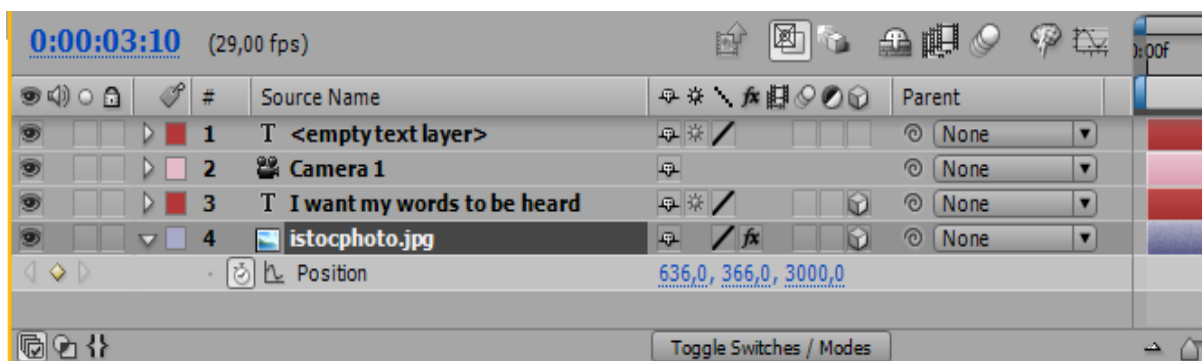 0:00:03:10 (29,00 fps)
):00f
# Source Name fx Parent
1 T <empty text layer> None
2 Camera 1 None
3 T I want my words to be heard None
4 istocphoto.jpg fx None
Position 636,0, 366,0, 3000,0
Toggle Switches / Modes